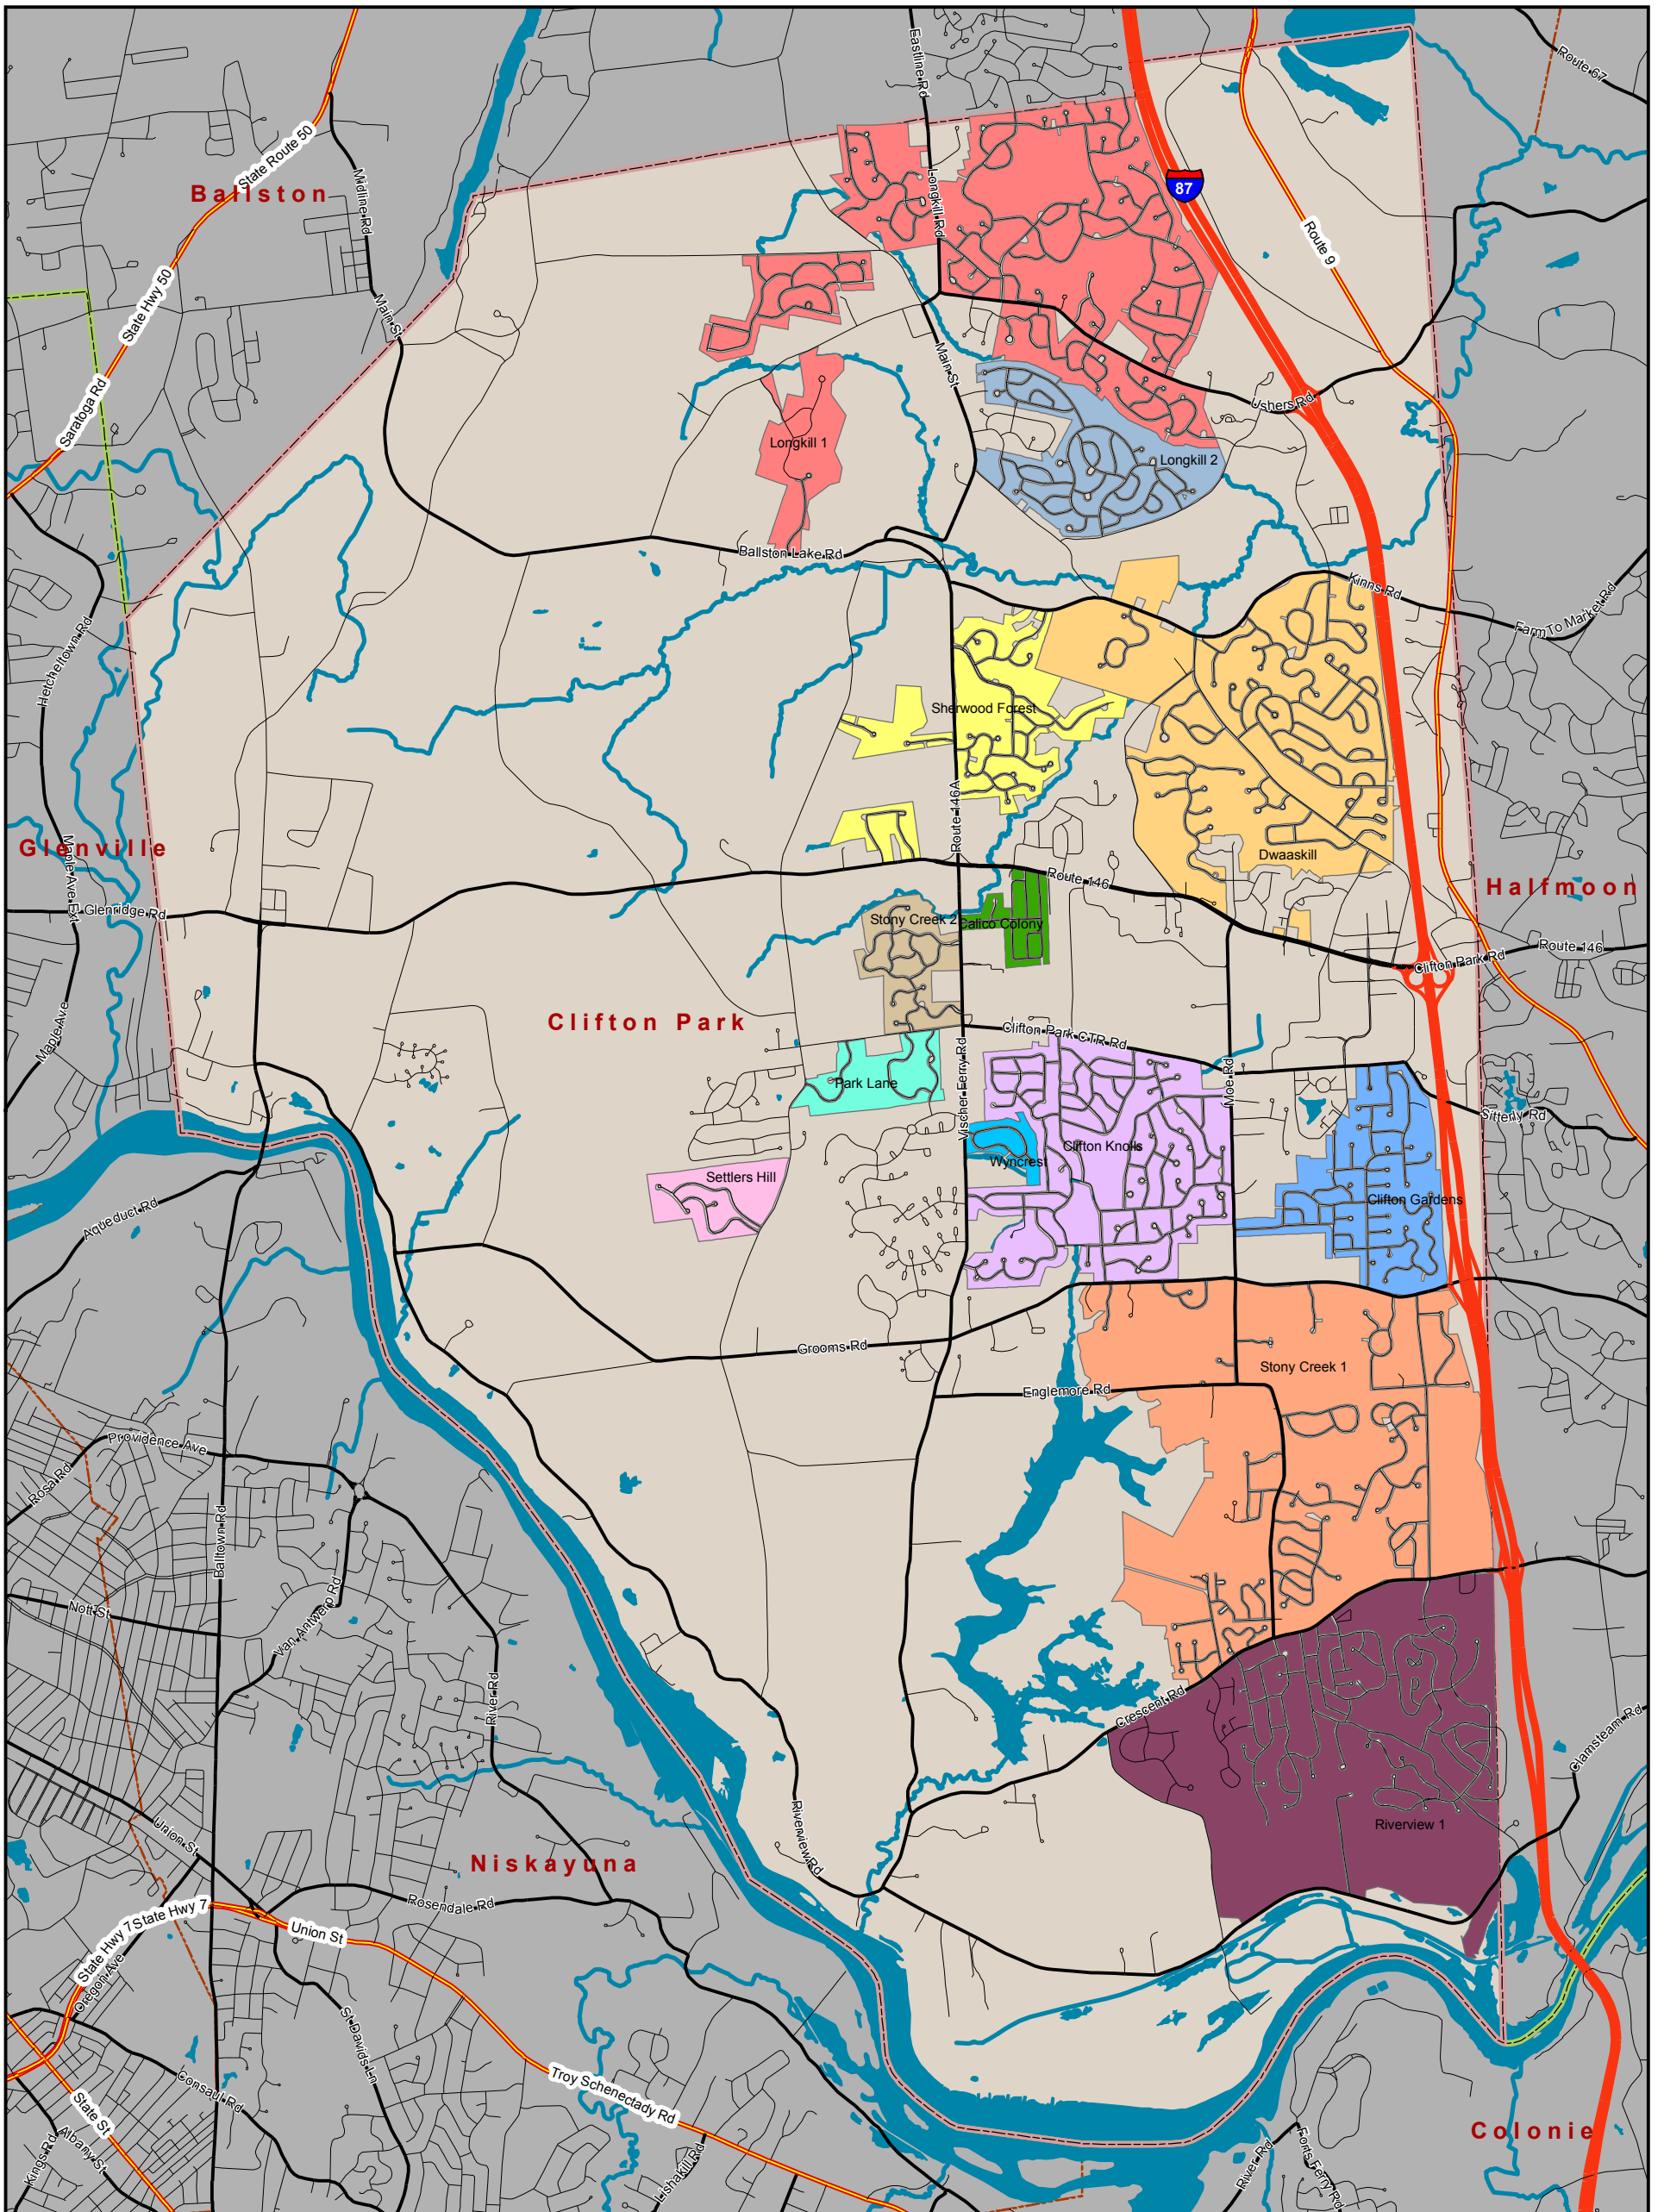 Eastline Rd
Route 67
State Route 50
Ballston
Midline Rd
87
Longkill Rd
Route 9
State Hwy 50
Main St
Main St
Saratoga Rd
Ushers Rd
Longkill 1
Longkill 2
Ballston Lake Rd
Kinns Rd
FarmTo Market Rd
Hetcheltown Rd
Sherwood Forest
Route 146A
Glenville
Dwaaskill
Maple Ave Ext
Route 146
Halfmoon
Glenridge Rd
Stony Creek 2
Calico Colony
Route 146
Clifton Park Rd
Maple Ave
Clifton Park
Clifton Park CTR Rd
Vischer Ferry Rd
Moe Rd
Park Lane
Sitterly Rd
Clifton Knolls
Wyncrest
Settlers Hill
Clifton Gardens
Aqueduct Rd
Grooms Rd
Stony Creek 1
Englemore Rd
Providence Ave
Rosa Rd
Balltown Rd
Nott St
Van Antwerp Rd
River Rd
Crescent Rd
Clamsteam Rd
Riverview Rd
Riverview 1
Union St
Niskayuna
Rosendale Rd
State Hwy 7
State Hwy 7
Union St
Oregon Ave
St Davids Ln
Troy Schenectady Rd
Consaul Rd
State St
Albany St
Kings Rd
Lishakill Rd
River Rd
Forts Ferry Rd
Colonie